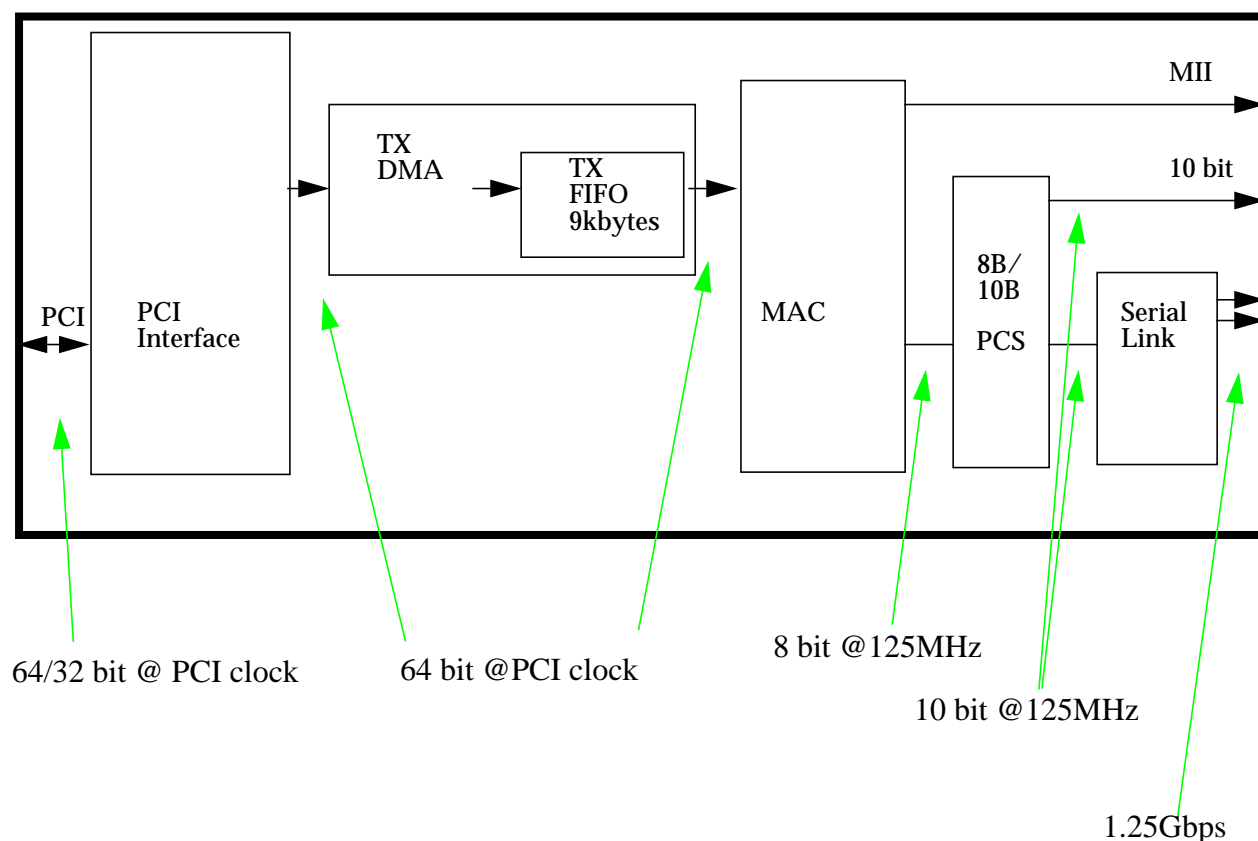 MII
10 bit
TX
DMA
TX
FIFO
9kbytes
8B/
10B
PCS
PCI
PCI
Interface
MAC
Serial
Link
64/32 bit @ PCI clock
64 bit @PCI clock
8 bit @125MHz
10 bit @125MHz
1.25Gbps